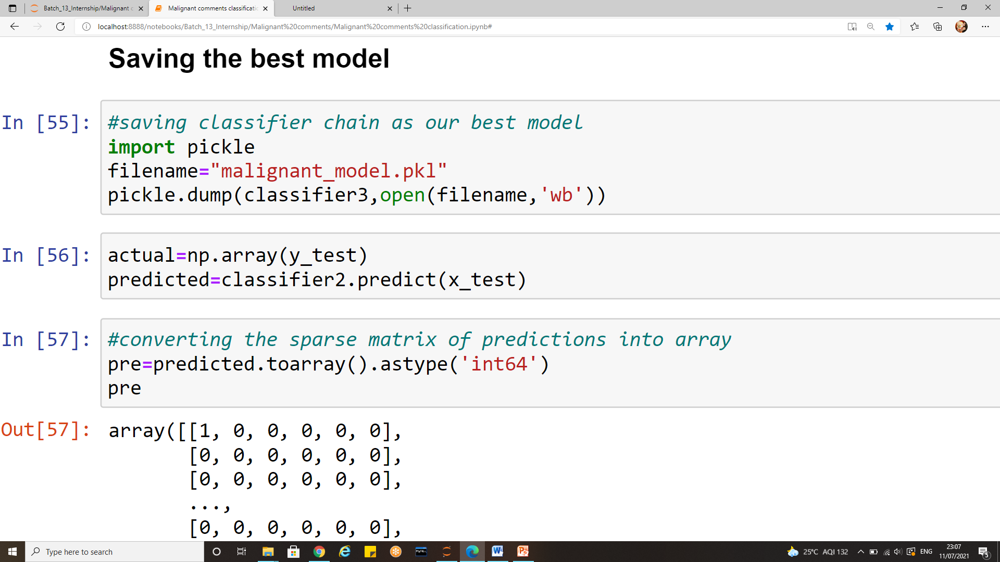 Batch_13_Internship/Malignant c
Malignant comments classificatio
Untitled
localhost:8888/notebooks/Batch_13_Internship/Malignant%20comments/Malignant%20comments%20classification.ipynb#
Saving the best model
In [55]:
#saving classifier chain as our best model
import pickle
filename="malignant_model.pkl"
pickle.dump(classifier3,open(filename,'wb'))
In [56]:
actual=np.array(y_test)
predicted=classifier2.predict(x_test)
In [57]:
#converting the sparse matrix of predictions into array
pre=predicted.toarray().astype('int64')
pre
Out[57]:
array([[1, 0, 0, 0, 0, 0],
[0, 0, 0, 0, 0, 0],
[0, 0, 0, 0, 0, 0],
...,
[0, 0, 0, 0, 0, 0],
Type here to search
MySQL
25°C AQI 132
ENG
23:07
11/07/2021
5